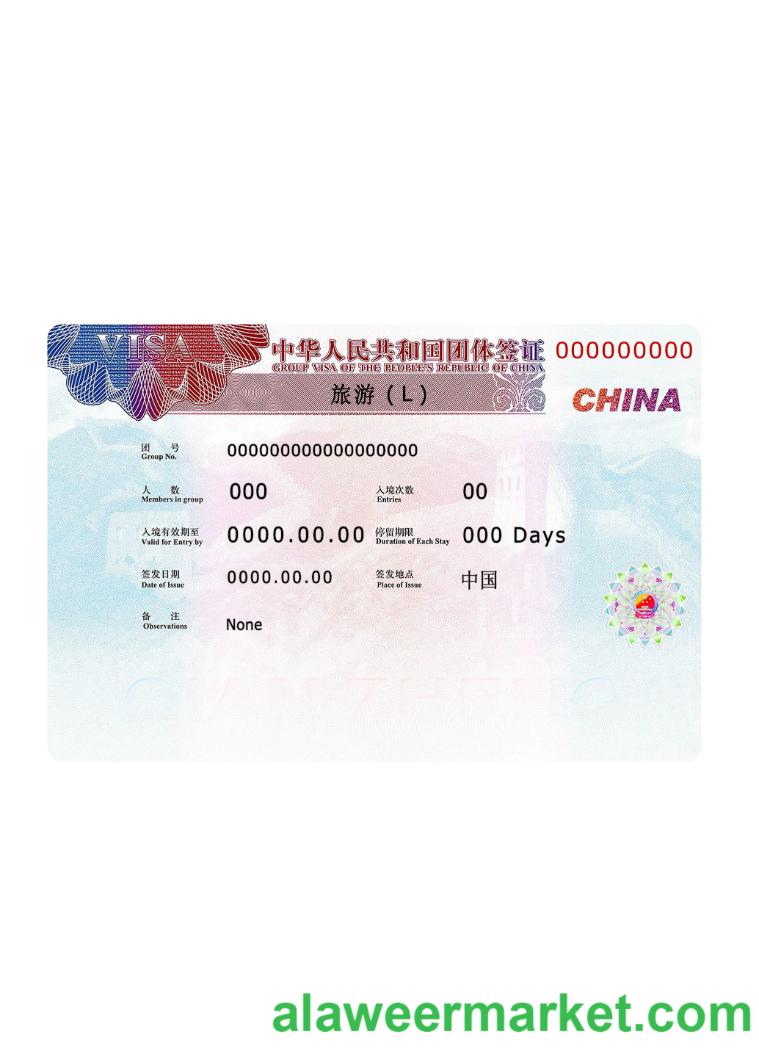 VISA
中华人民共和国团体签证 000000000
GROUP VISA OF THE PEOPLE'S REPUBLIC OF CHINA
旅游 ( L )
CHINA
团 号
Group No.
000000000000000000
人 数
Members in group
000
入境次数
Entries
00
入境有效期至
Valid for Entry by
0000.00.00
停留期限
Duration of Each Stay
000 Days
签发日期
Date of Issue
0000.00.00
签发地点
Place of Issue
中国
备 注
Observations
None
QIAN ZHENG
alaweermarket.com